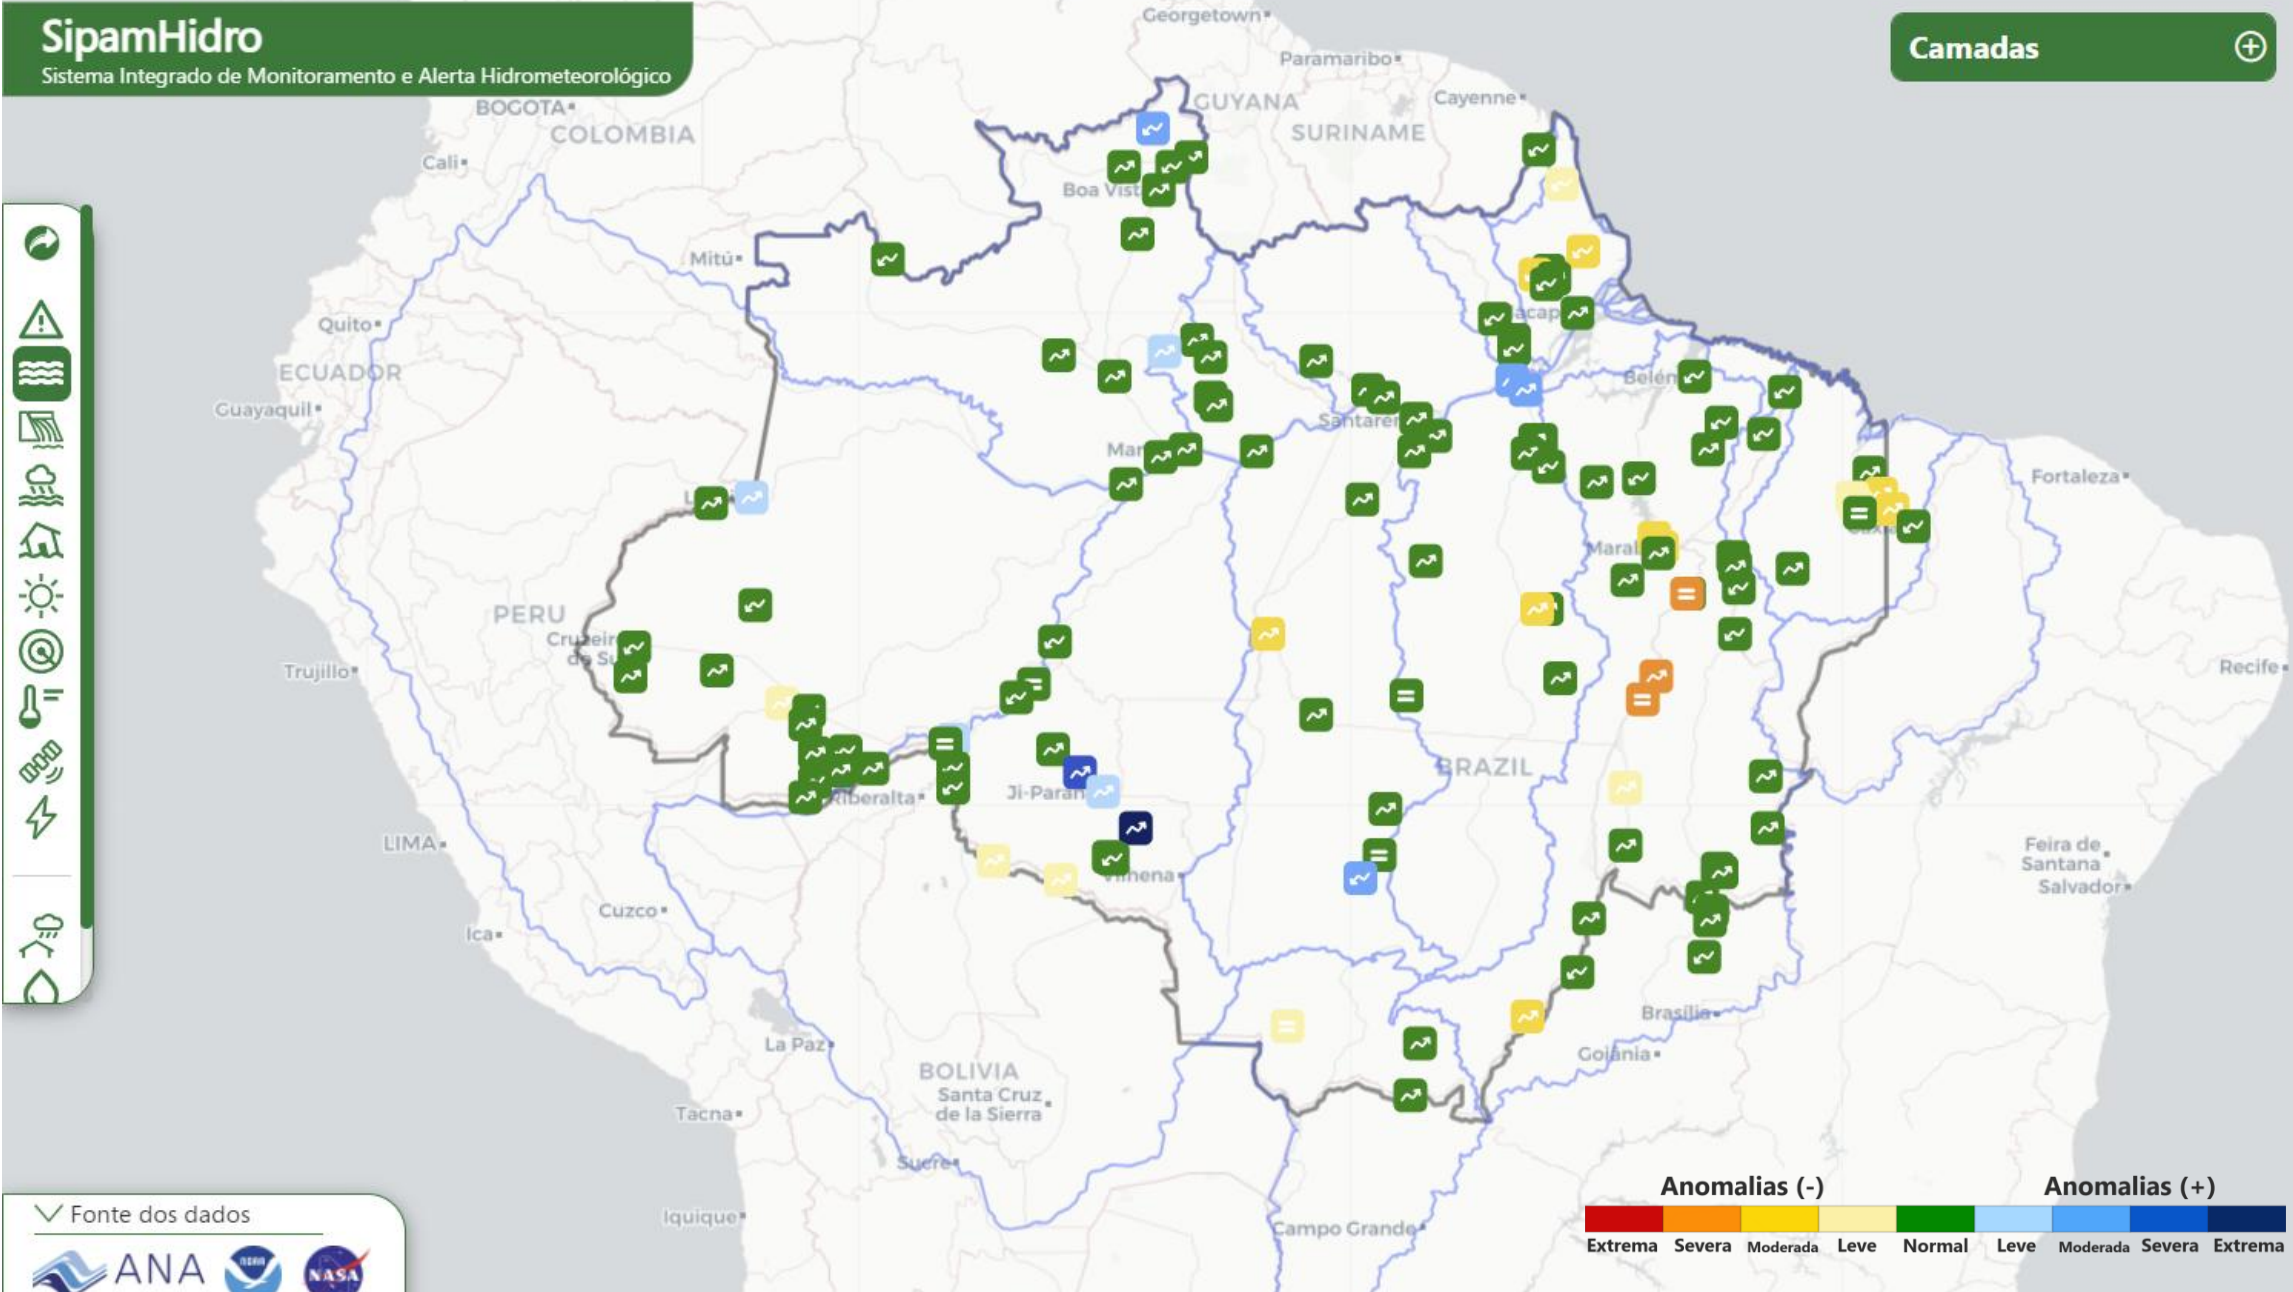 SipamHidro
Sistema Integrado de Monitoramento e Alerta Hidrometeorológico
Camadas
Georgetown
Paramaribo
Cayenne
BOGOTA
GUYANA
SURINAME
COLOMBIA
Cali
Boa Vist
Mitú
Quito
acap
ECUADOR
Belém
Guayaquil
Santarem
Fortaleza
PERU
Trujillo
Recife
BRAZIL
Riberalta
Ji-Paran
LIMA
Feira de
Santana
Vilhena
Salvador
Cuzco
Ica
Brasília
La Paz
Goiânia
BOLIVIA
Santa Cruz
de la Sierra
Tacna
Sucre
Iquique
Campo Grande
Anomalias (-) Anomalias (+)
Extrema Severa Moderada Leve Normal Leve Moderada Severa Extrema
Fonte dos dados
ANA
NOAA
NASA